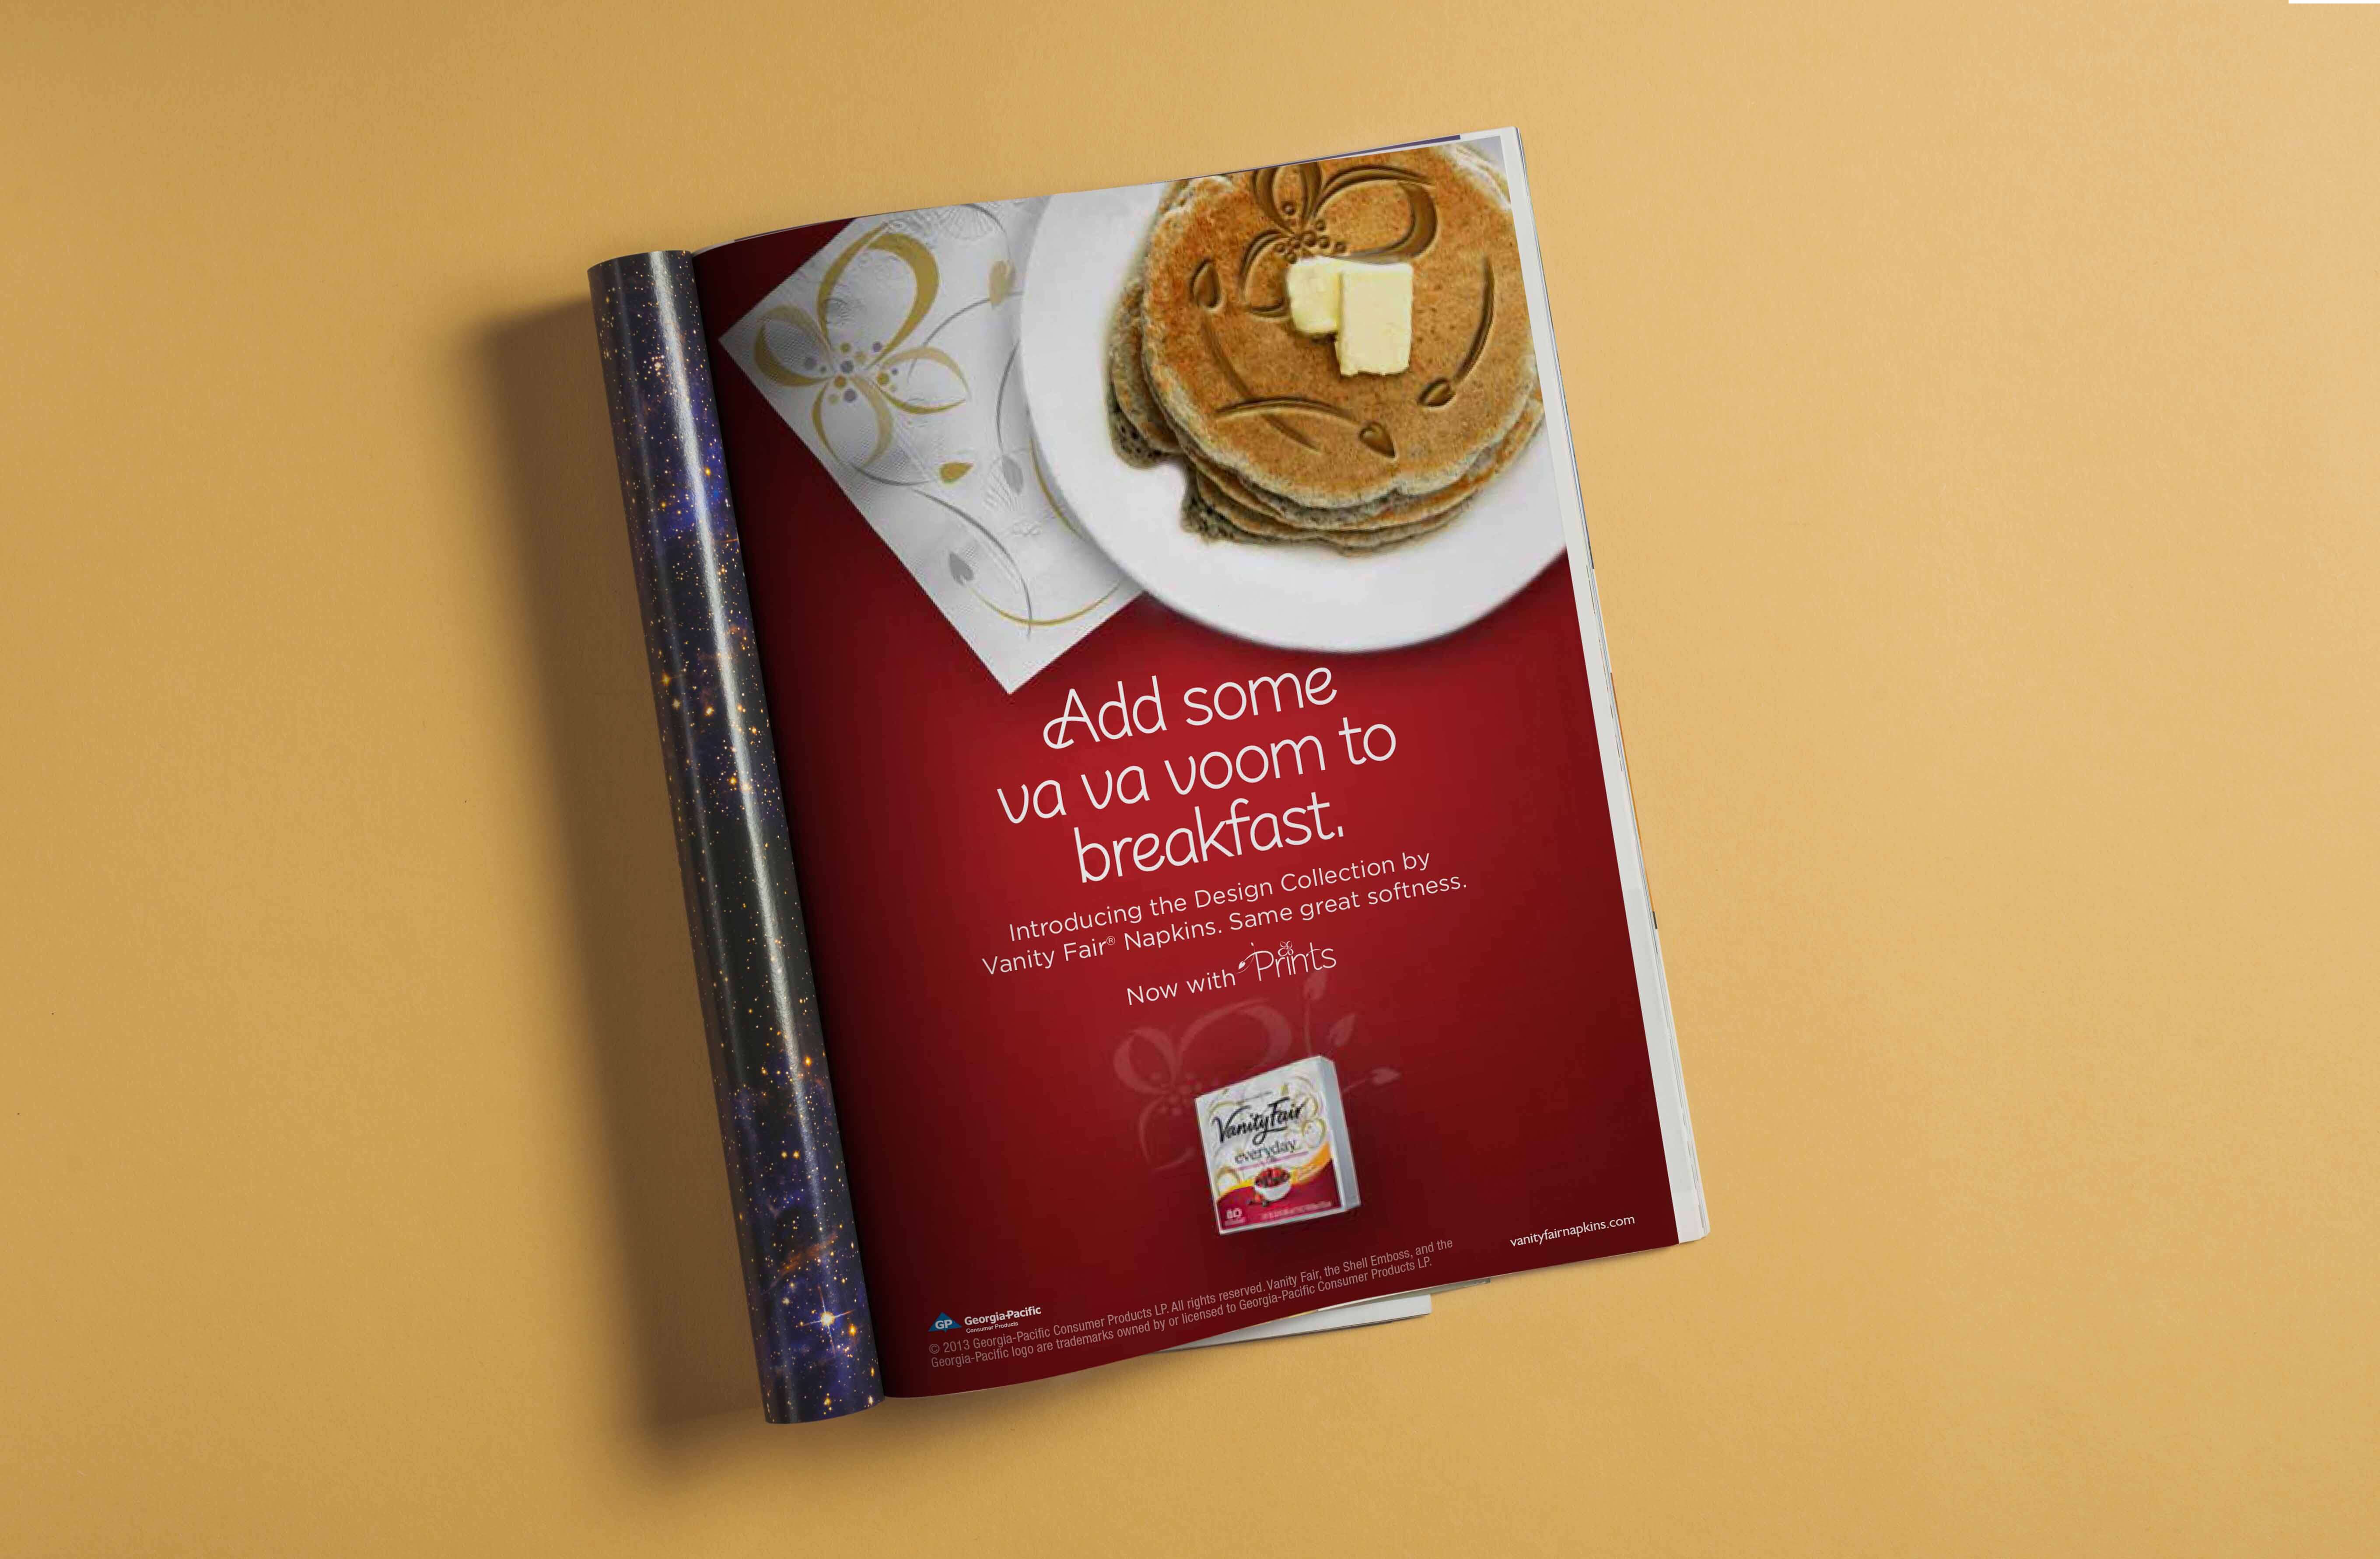 Add some
va va voom to
breakfast.
Introducing the Design Collection by
Vanity Fair® Napkins. Same great softness.
Now with Prints
Vanity Fair
everyday
80
vanityfairnapkins.com
GP Georgia-Pacific
Consumer Products
© 2013 Georgia-Pacific Consumer Products LP. All rights reserved. Vanity Fair, the Shell Emboss, and the
Georgia-Pacific logo are trademarks owned by or licensed to Georgia-Pacific Consumer Products LP.